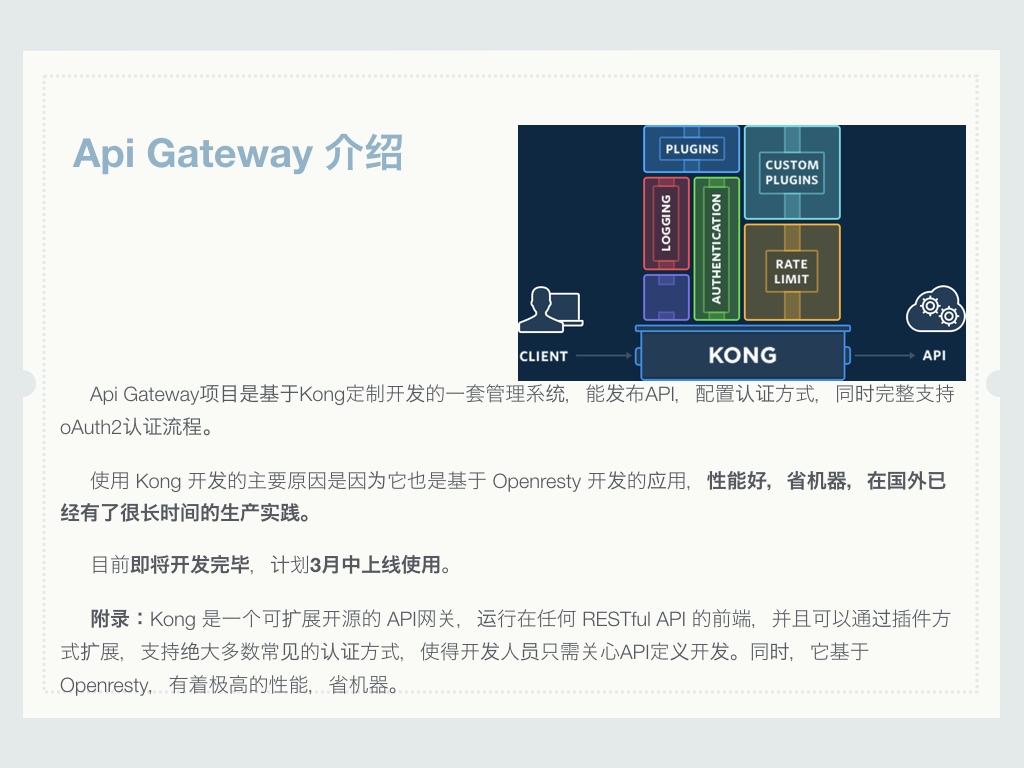 Api Gateway 介绍
PLUGINS
CUSTOM
PLUGINS
LOGGING
AUTHENTICATION
RATE
LIMIT
CLIENT
KONG
API
Api Gateway项目是基于Kong定制开发的一套管理系统，能发布API，配置认证方式，同时完整支持
oAuth2认证流程。
使用 Kong 开发的主要原因是因为它也是基于 Openresty 开发的应用，性能好，省机器，在国外已
经有了很长时间的生产实践。
目前即将开发完毕，计划3月中上线使用。
附录：Kong 是一个可扩展开源的 API网关，运行在任何 RESTful API 的前端，并且可以通过插件方
式扩展，支持绝大多数常见的认证方式，使得开发人员只需关心API定义开发。同时，它基于
Openresty，有着极高的性能，省机器。